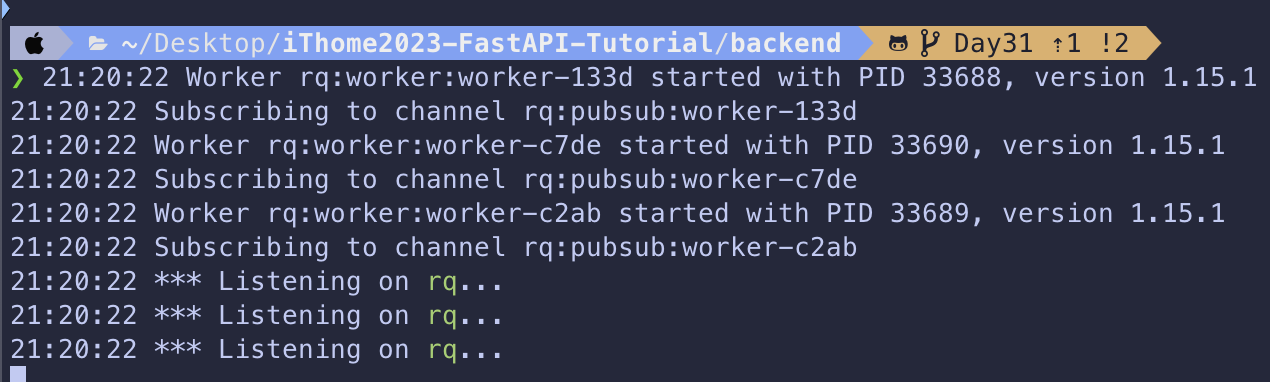 ~/Desktop/iThome2023-FastAPI-Tutorial/backend Day31 ⇡1 !2
❯ 21:20:22 Worker rq:worker:worker-133d started with PID 33688, version 1.15.1
21:20:22 Subscribing to channel rq:pubsub:worker-133d
21:20:22 Worker rq:worker:worker-c7de started with PID 33690, version 1.15.1
21:20:22 Subscribing to channel rq:pubsub:worker-c7de
21:20:22 Worker rq:worker:worker-c2ab started with PID 33689, version 1.15.1
21:20:22 Subscribing to channel rq:pubsub:worker-c2ab
21:20:22 *** Listening on rq...
21:20:22 *** Listening on rq...
21:20:22 *** Listening on rq...